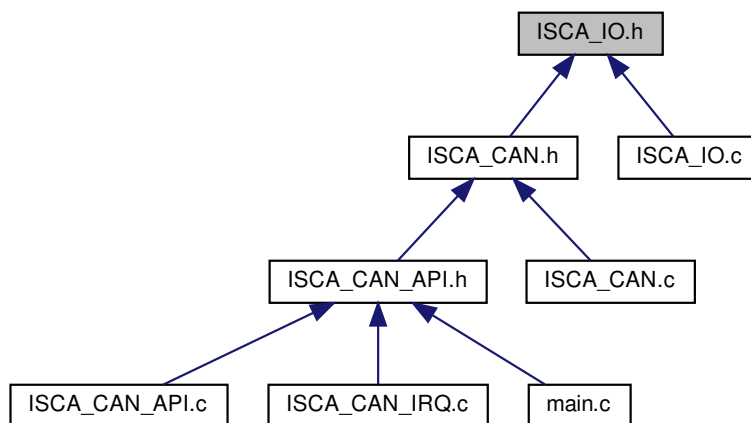 ISCA_IO.h
ISCA_CAN.h
ISCA_IO.c
ISCA_CAN_API.h
ISCA_CAN.c
ISCA_CAN_API.c
ISCA_CAN_IRQ.c
main.c